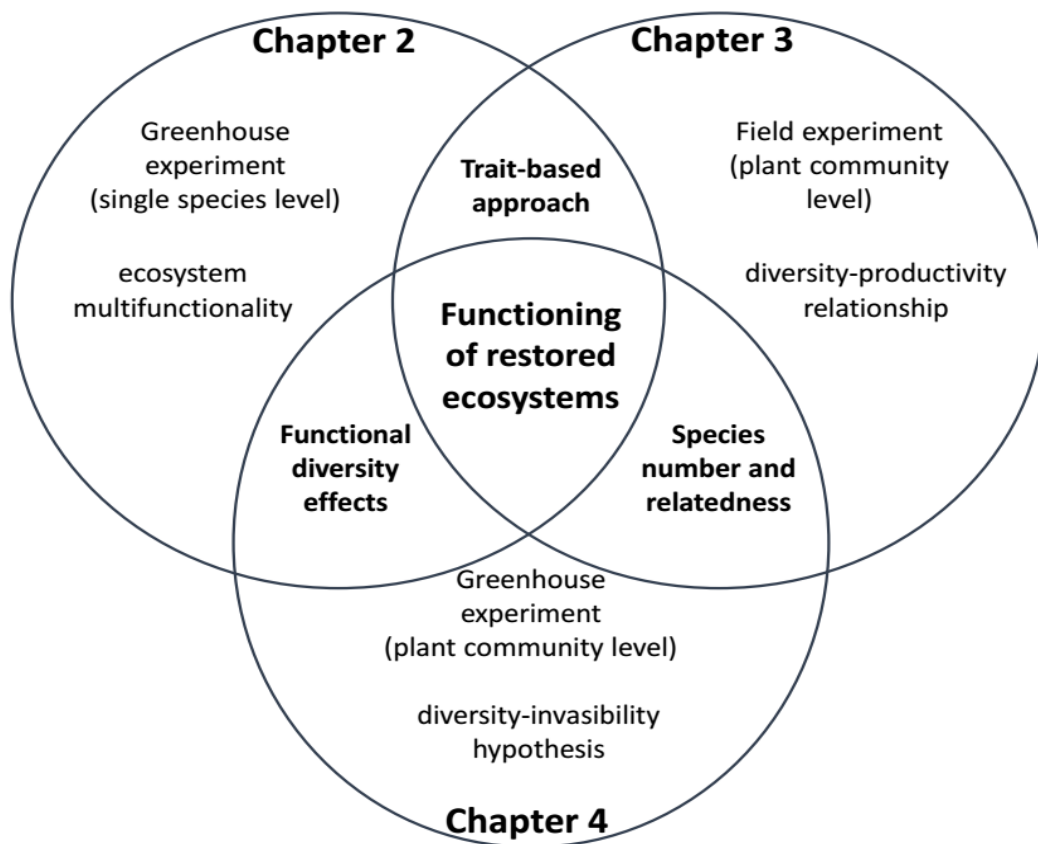 Chapter 2
Chapter 3
Greenhouse
experiment
(single species level)
ecosystem
multifunctionality
Trait-based
approach
Field experiment
(plant community
level)
diversity-productivity
relationship
Functioning
of restored
ecosystems
Functional
diversity
effects
Species
number and
relatedness
Greenhouse
experiment
(plant community level)
diversity-invasibility
hypothesis
Chapter 4